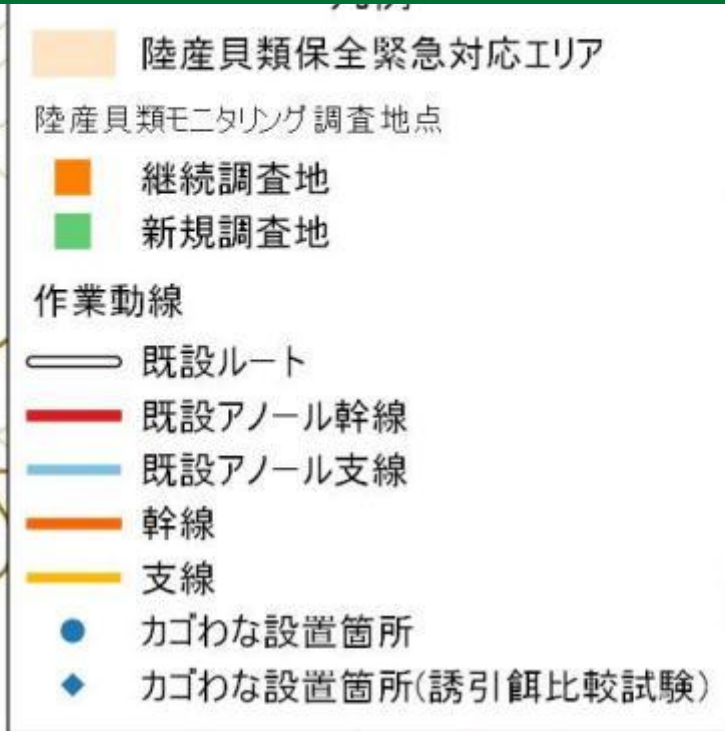 陸産貝類保全緊急対応エリア
陸産貝類モニタリング調査地点
継続調査地
新規調査地
作業動線
既設ルート
既設アノール幹線
既設アノール支線
幹線
支線
カゴわな設置箇所
カゴわな設置箇所(誘引餌比較試験)